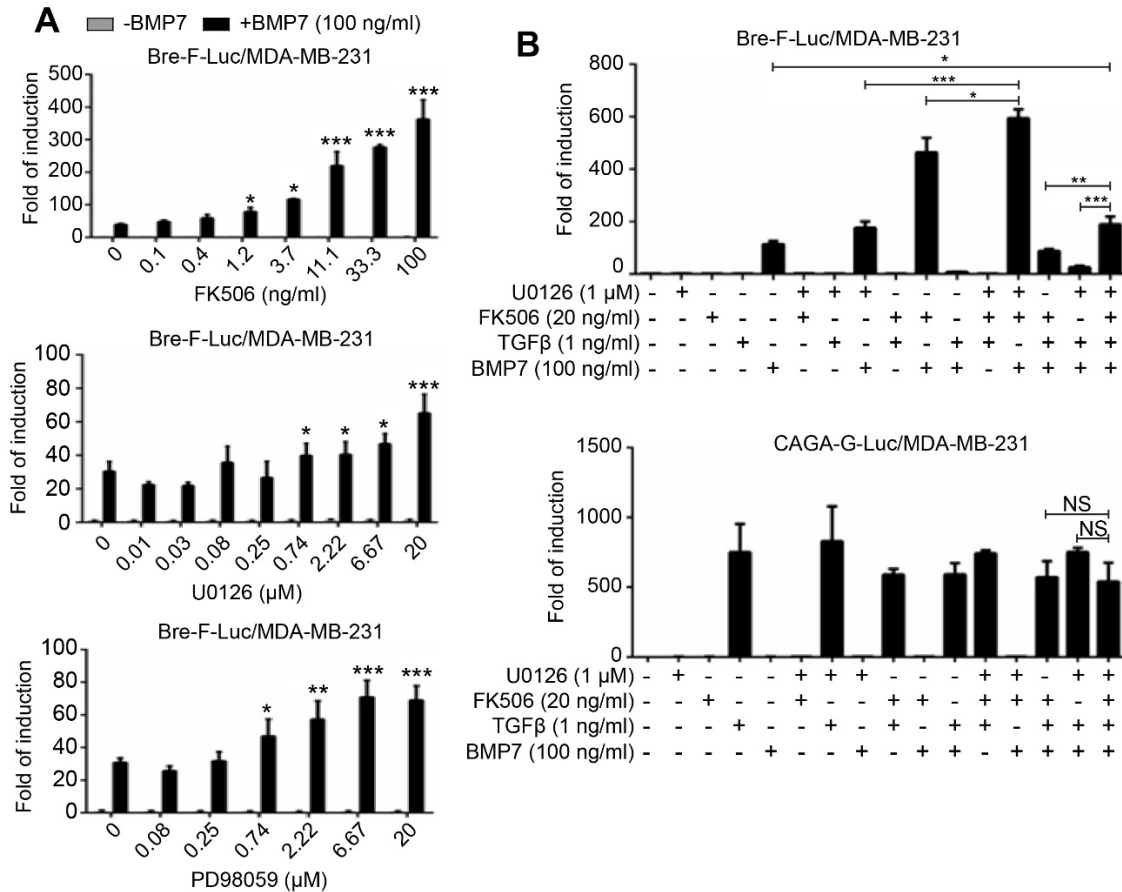 A
-BMP7 +BMP7 (100 ng/ml)
Bre-F-Luc/MDA-MB-231
Fold of induction
500
400
300
200
100
0
* * *** *** ***
0 0.1 0.4 1.2 3.7 11.1 33.3 100
FK506 (ng/ml)
Bre-F-Luc/MDA-MB-231
Fold of induction
100
80
60
40
20
0
* * * ***
0 0.01 0.03 0.08 0.25 0.74 2.22 6.67 20
U0126 (µM)
Bre-F-Luc/MDA-MB-231
Fold of induction
100
80
60
40
20
0
* ** *** ***
0 0.08 0.25 0.74 2.22 6.67 20
PD98059 (µM)
B
Bre-F-Luc/MDA-MB-231
Fold of induction
800
600
400
200
0
*
***
*
**
***
U0126 (1 µM) - + - - - + + + - - - + + - + +
FK506 (20 ng/ml) - - + - - + - - + + - + + + - +
TGFβ (1 ng/ml) - - - + - - + - + - + + - + + +
BMP7 (100 ng/ml) - - - - + - - + - + + - + + + +
CAGA-G-Luc/MDA-MB-231
Fold of induction
1500
1000
500
0
NS
NS
U0126 (1 µM) - + - - - + + + - - - + + - + +
FK506 (20 ng/ml) - - + - - + - - + + - + + + - +
TGFβ (1 ng/ml) - - - + - - + - + - + + - + + +
BMP7 (100 ng/ml) - - - - + - - + - + + - + + + +